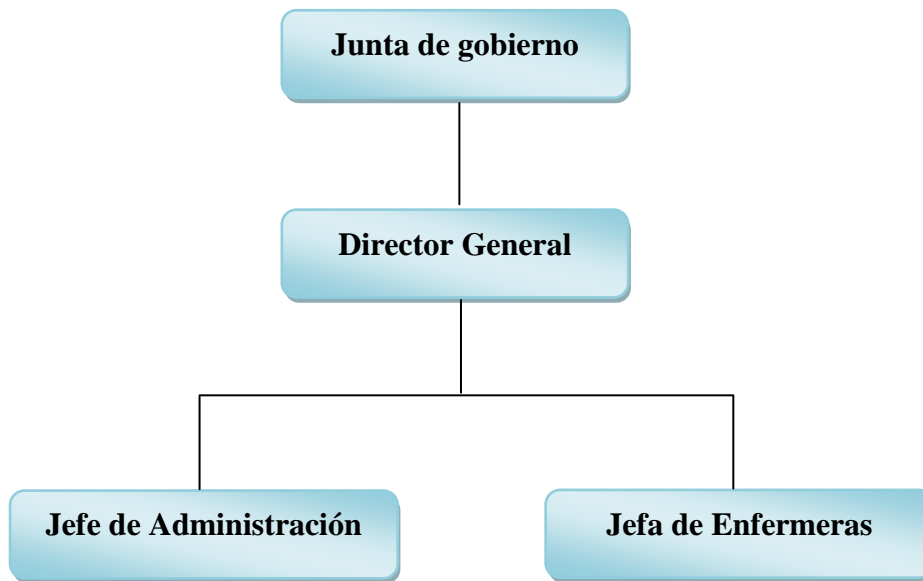 Junta de gobierno
Director General
Jefe de Administración
Jefa de Enfermeras